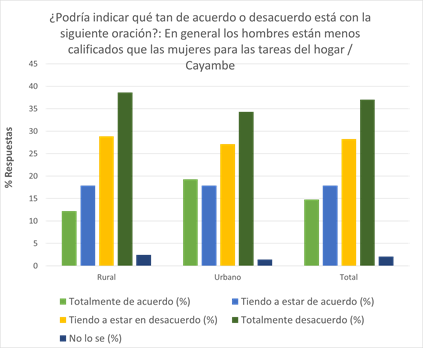 ¿Podría indicar qué tan de acuerdo o desacuerdo está con la
siguiente oración?: En general los hombres están menos
calificados que las mujeres para las tareas del hogar /
Cayambe
45
40
35
30
25
20
15
10
5
0
% Respuestas
Rural Urbano Total
Totalmente de acuerdo (%) Tiendo a estar de acuerdo (%)
Tiendo a estar en desacuerdo (%) Totalmente desacuerdo (%)
No lo se (%)